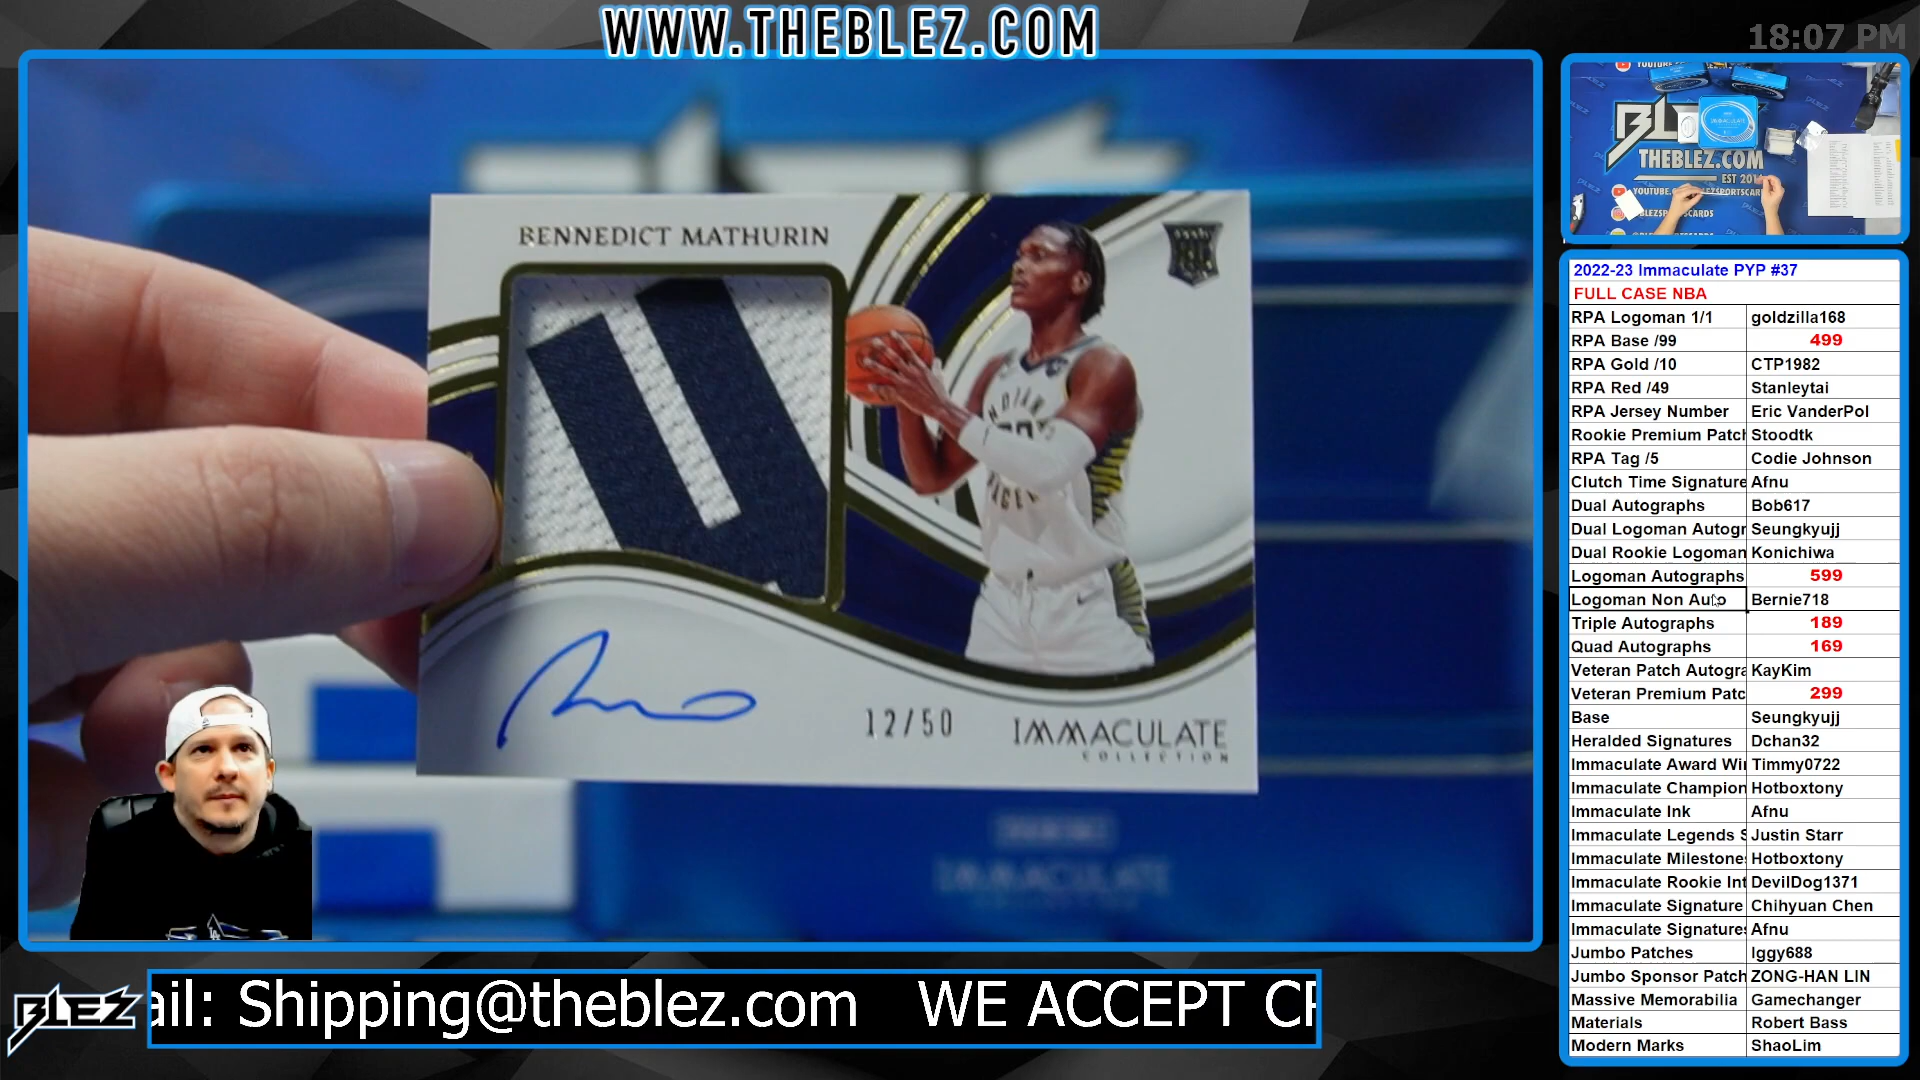 WWW.THEBLEZ.COM
18:07 PM
BENNEDICT MATHURIN
12/50
IMMACULATE
COLLECTION
THEBLEZ.COM
2022-23 Immaculate PYP #37
FULL CASE NBA
RPA Logoman 1/1 goldzilla168
RPA Base /99 499
RPA Gold /10 CTP1982
RPA Red /49 Stanleytai
RPA Jersey Number Eric VanderPol
Rookie Premium Patch Stoodtk
RPA Tag /5 Codie Johnson
Clutch Time Signature Afnu
Dual Autographs Bob617
Dual Logoman Autogr Seungkyujj
Dual Rookie Logoman Konichiwa
Logoman Autographs 599
Logoman Non Auto Bernie718
Triple Autographs 189
Quad Autographs 169
Veteran Patch Autogra KayKim
Veteran Premium Patc 299
Base Seungkyujj
Heralded Signatures Dchan32
Immaculate Award Wi Timmy0722
Immaculate Champion Hotboxtony
Immaculate Ink Afnu
Immaculate Legends S Justin Starr
Immaculate Milestone Hotboxtony
Immaculate Rookie Int DevilDog1371
Immaculate Signature Chihyuan Chen
Immaculate Signatures Afnu
Jumbo Patches Iggy688
Jumbo Sponsor Patch ZONG-HAN LIN
Massive Memorabilia Gamechanger
Materials Robert Bass
Modern Marks ShaoLim
BLEZ
ail: Shipping@theblez.com WE ACCEPT CR